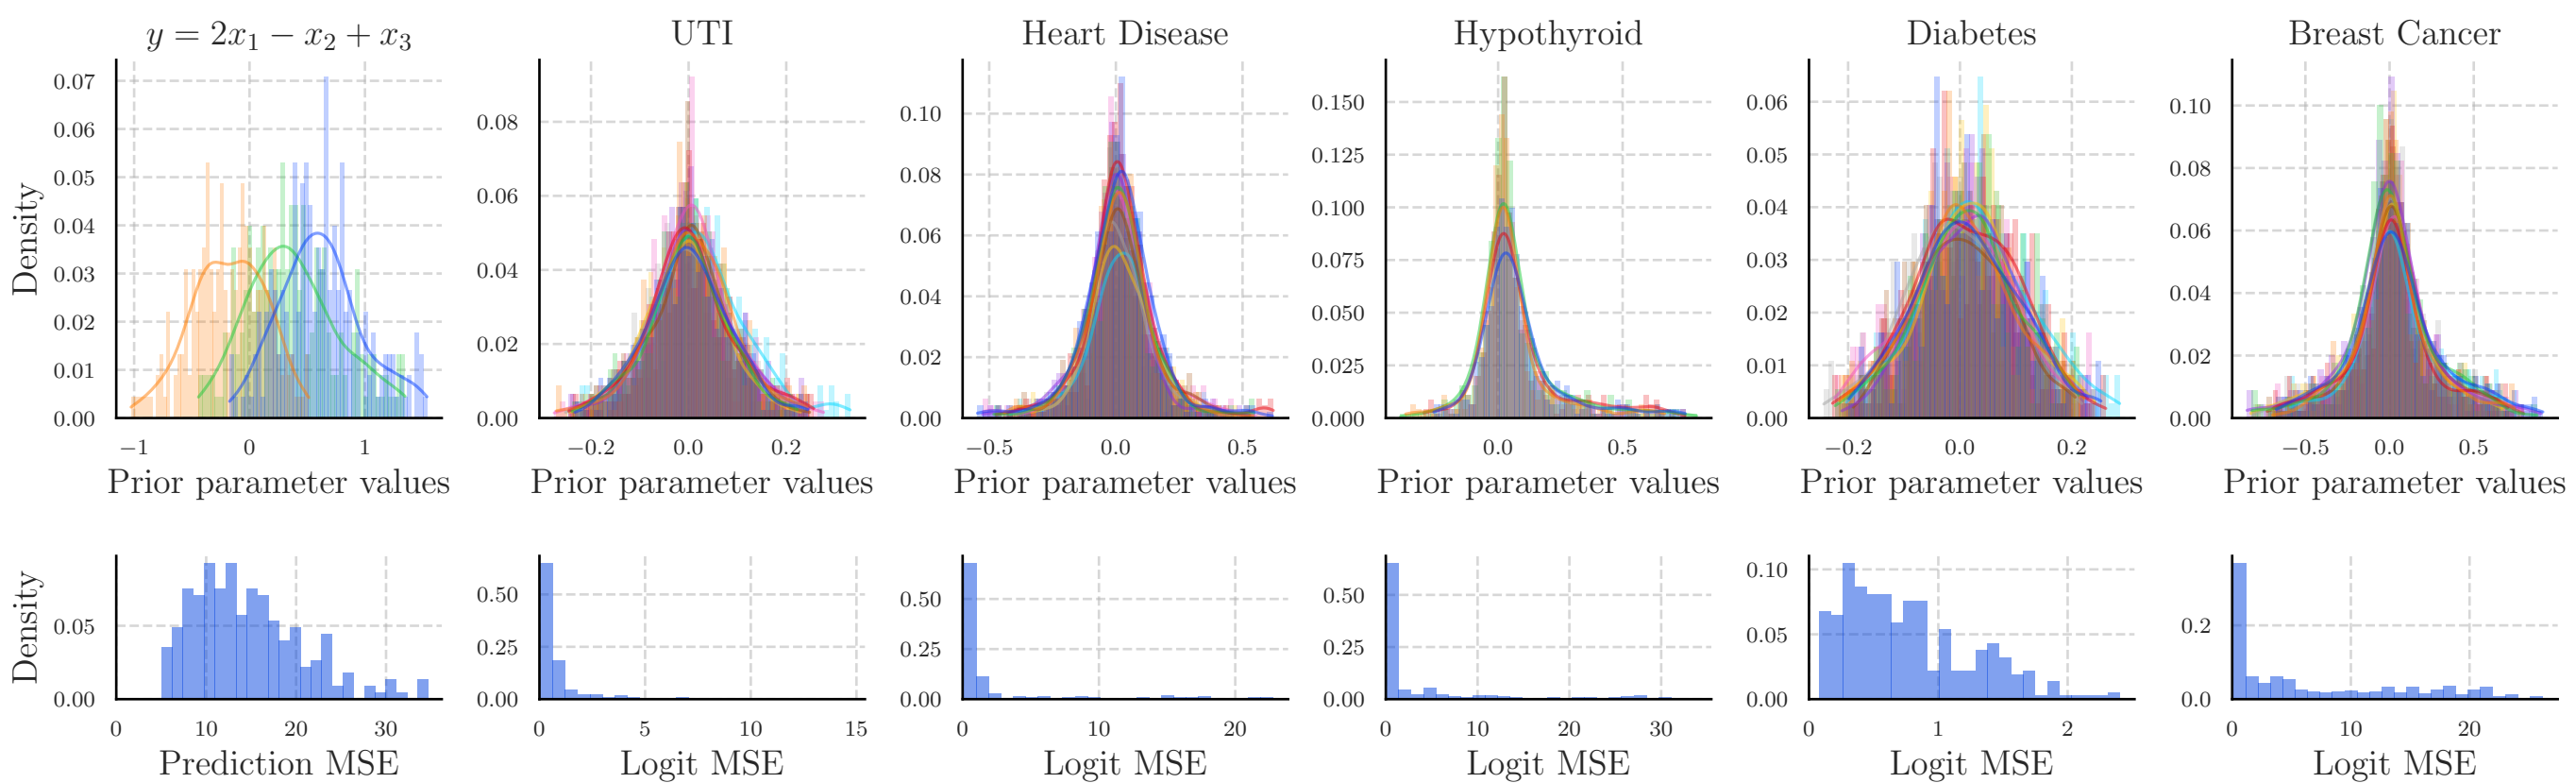 y = 2x₁ − x₂ + x₃
UTI
Heart Disease
Hypothyroid
Diabetes
Breast Cancer
Density
0.07
0.06
0.05
0.04
0.03
0.02
0.01
0.00
−1 0 1
Prior parameter values
0.08
0.06
0.04
0.02
0.00
−0.2 0.0 0.2
Prior parameter values
0.10
0.08
0.06
0.04
0.02
0.00
−0.5 0.0 0.5
Prior parameter values
0.150
0.125
0.100
0.075
0.050
0.025
0.000
0.0 0.5
Prior parameter values
0.06
0.05
0.04
0.03
0.02
0.01
0.00
−0.2 0.0 0.2
Prior parameter values
0.10
0.08
0.06
0.04
0.02
0.00
−0.5 0.0 0.5
Prior parameter values
Density
0.05
0.00
0 10 20 30
Prediction MSE
0.50
0.25
0.00
0 5 10 15
Logit MSE
0.50
0.25
0.00
0 10 20
Logit MSE
0.50
0.25
0.00
0 10 20 30
Logit MSE
0.10
0.05
0.00
0 1 2
Logit MSE
0.2
0.0
0 10 20
Logit MSE